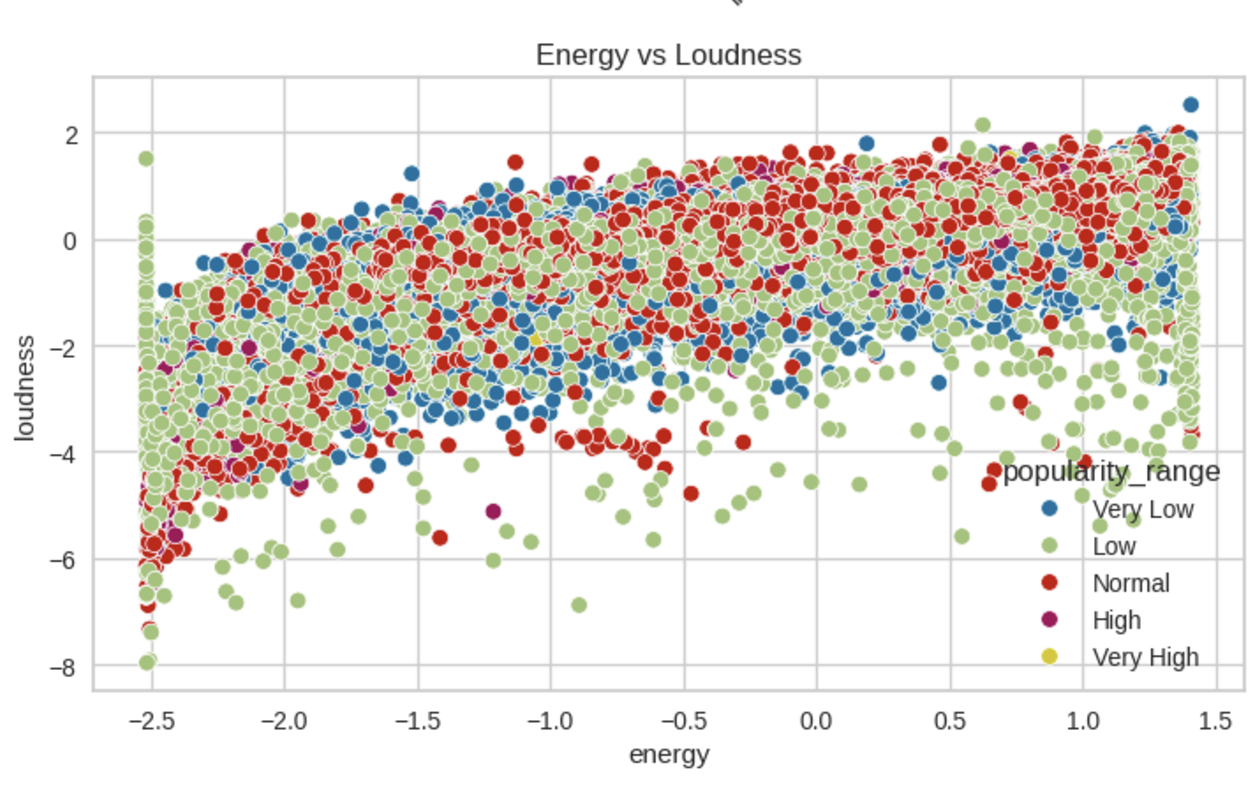 Energy vs Loudness
2
0
−2
−4
−6
−8
loudness
popularity_range
Very Low
Low
Normal
High
Very High
−2.5 −2.0 −1.5 −1.0 −0.5 0.0 0.5 1.0 1.5
energy